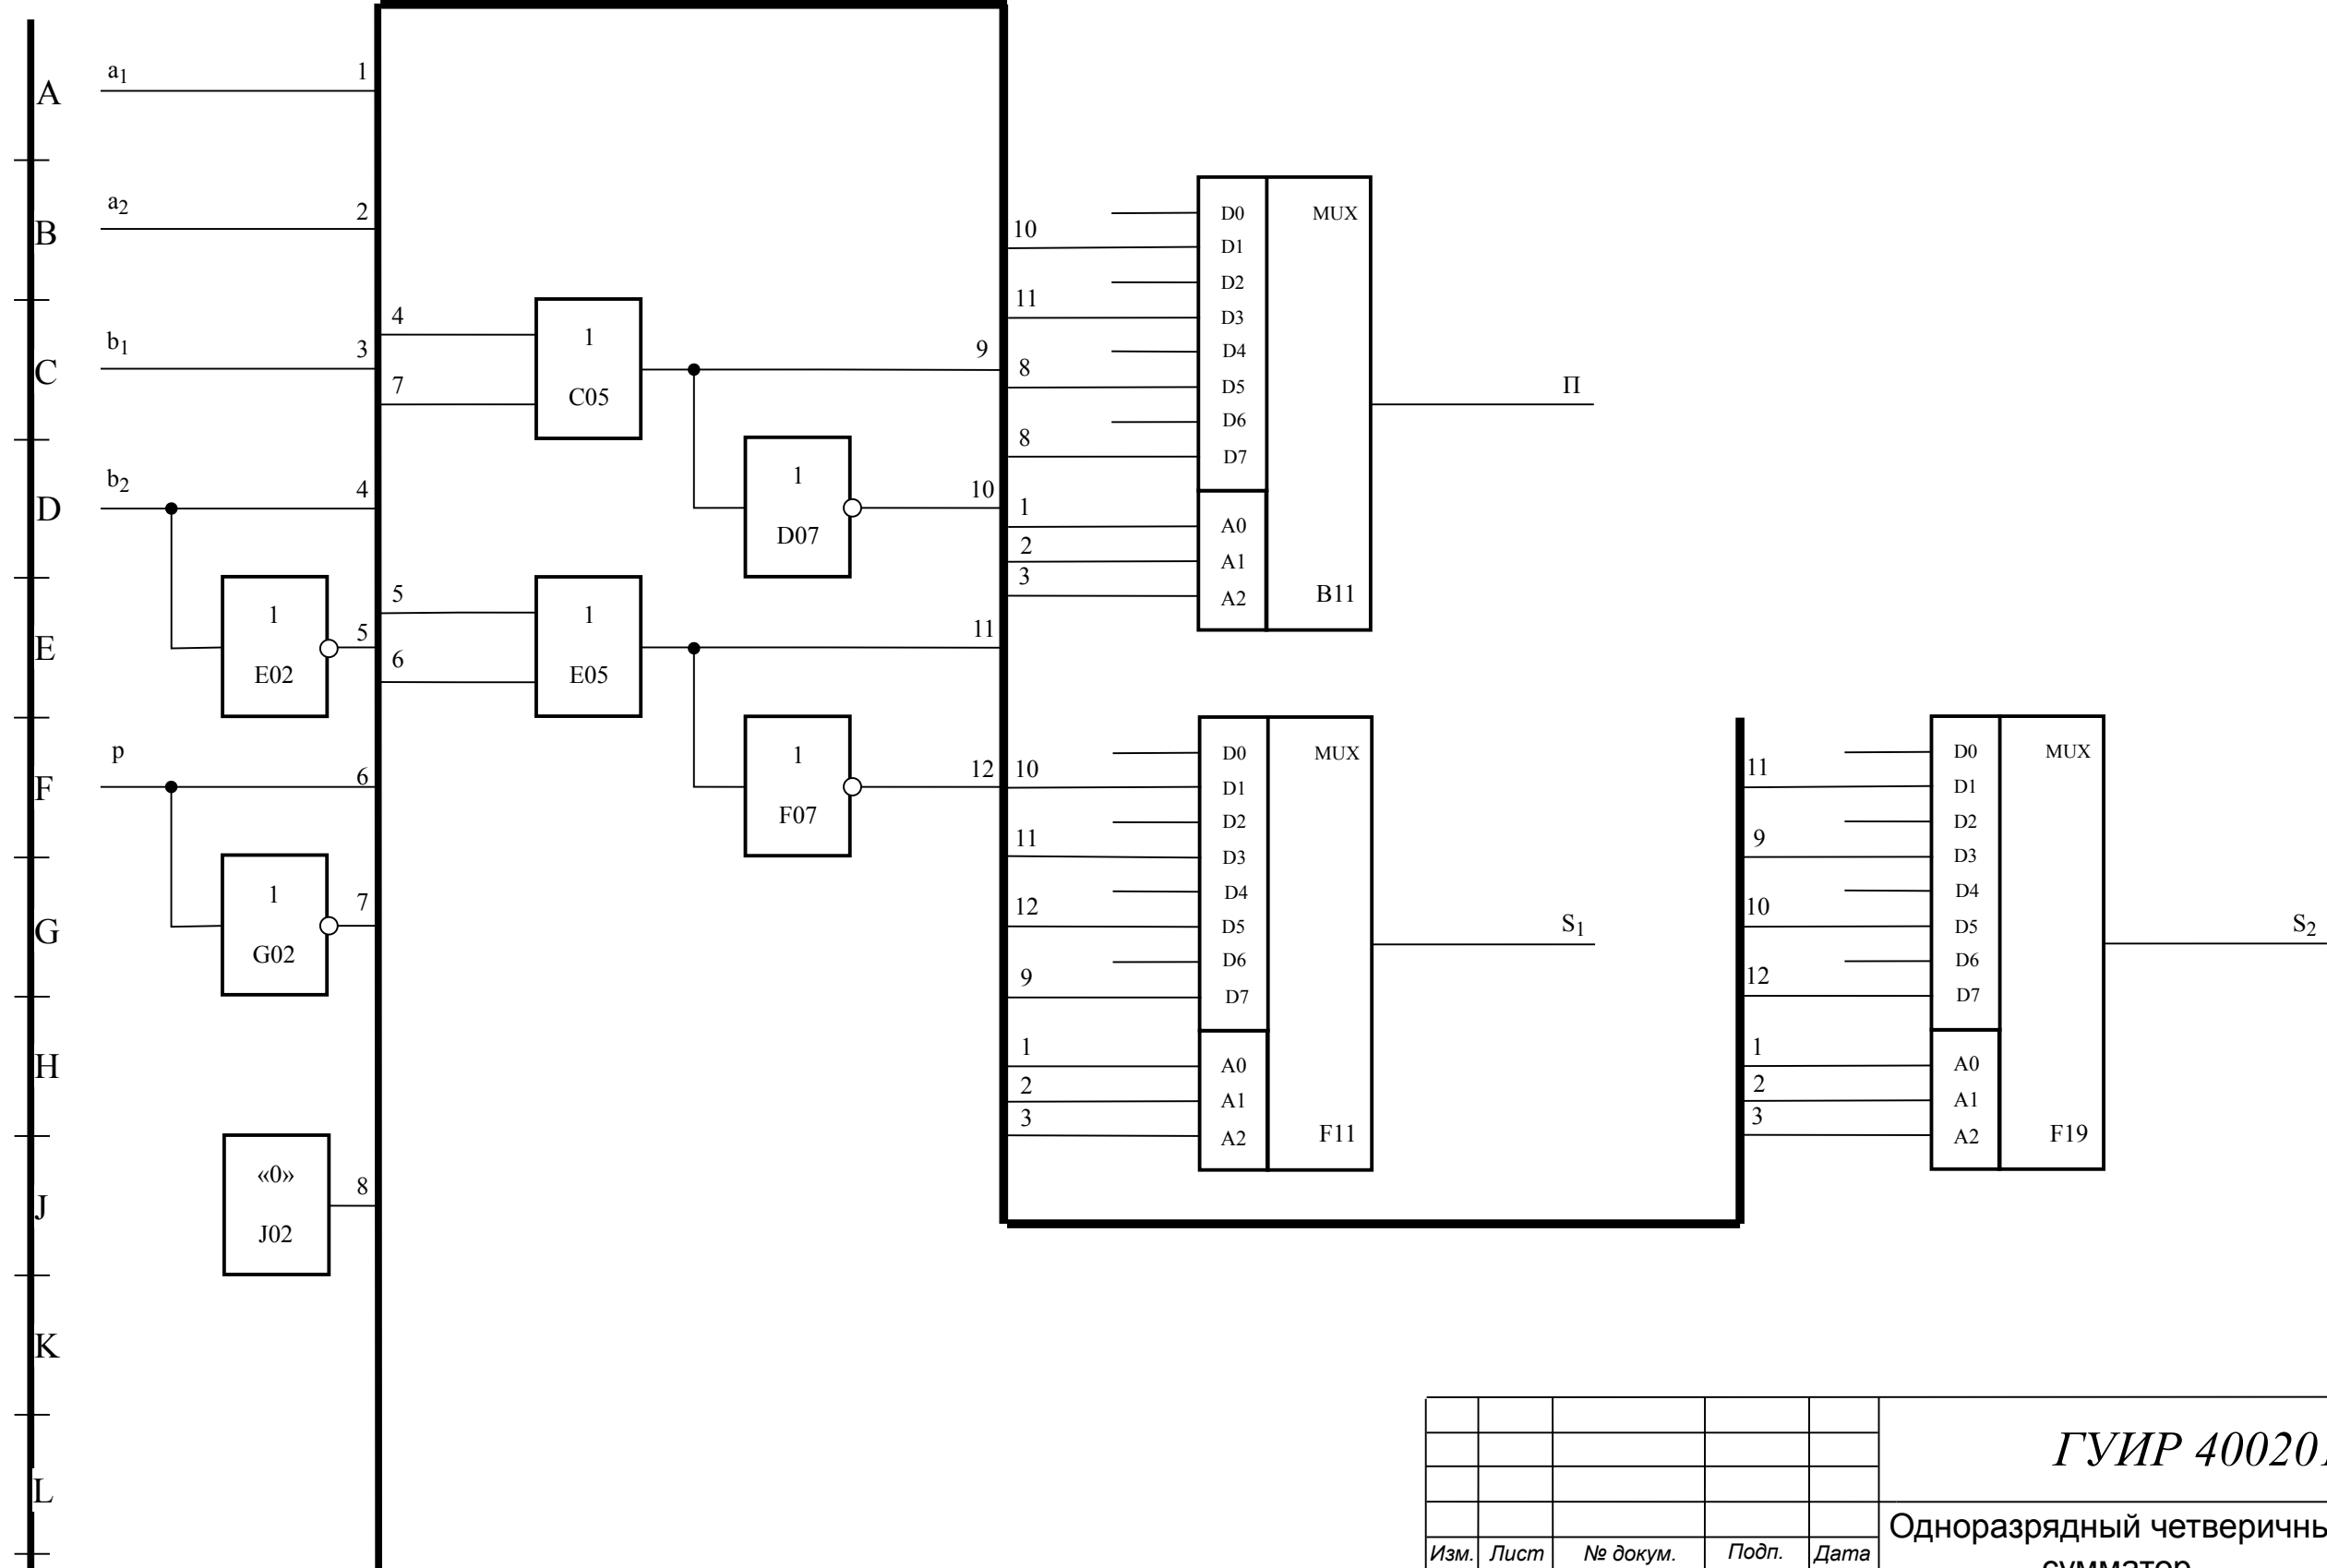 A
a1
1
B
a2
2
C
b1
3
D
b2
4
E
1
E02
5
F
p
6
G
1
G02
7
H
J
«0»
J02
8
K
L
4
7
1
C05
9
1
D07
10
5
6
1
E05
11
1
F07
12
10
11
8
8
1
2
3
D0
D1
D2
D3
D4
D5
D6
D7
A0
A1
A2
MUX
B11
П
10
11
12
9
1
2
3
D0
D1
D2
D3
D4
D5
D6
D7
A0
A1
A2
MUX
F11
S1
11
9
10
12
1
2
3
D0
D1
D2
D3
D4
D5
D6
D7
A0
A1
A2
MUX
F19
S2
ГУИР 400201
Изм. Лист № докум. Подп. Дата
Одноразрядный четверичны
сумматор